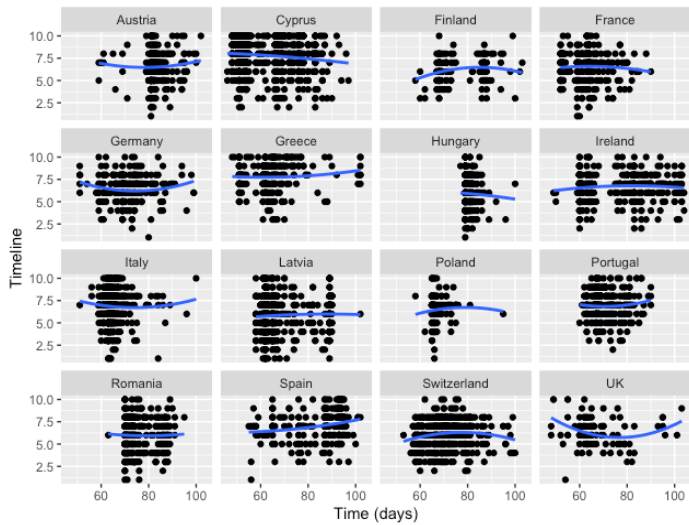 Austria Cyprus Finland France
10.0
7.5
5.0
2.5
Germany Greece Hungary Ireland
10.0
7.5
5.0
2.5
Timeline
Italy Latvia Poland Portugal
10.0
7.5
5.0
2.5
Romania Spain Switzerland UK
10.0
7.5
5.0
2.5
60 80 100 60 80 100 60 80 100 60 80 100
Time (days)